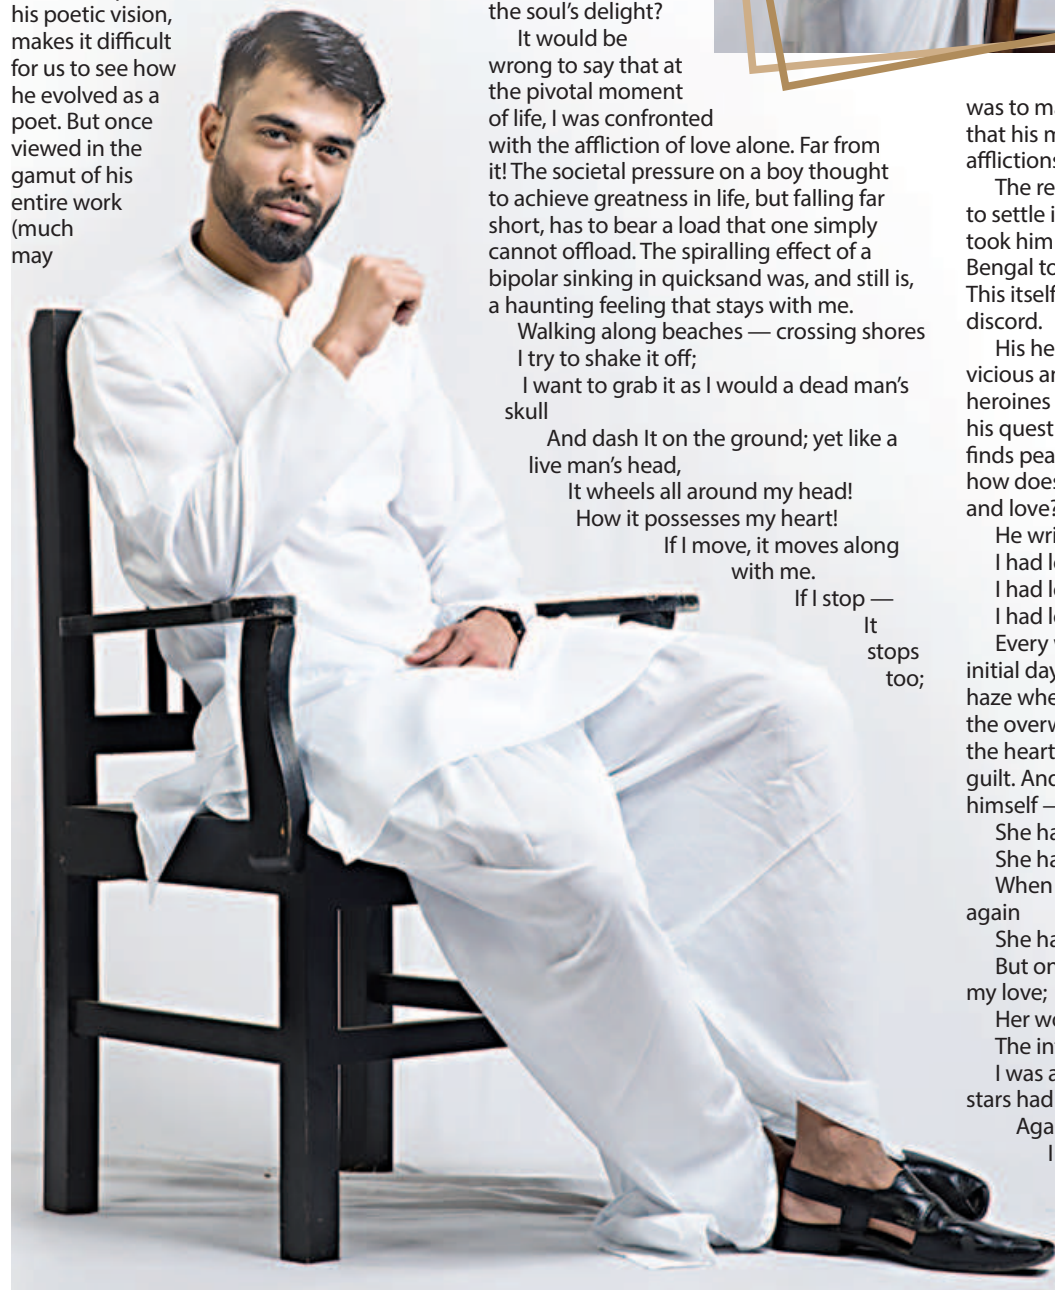 his poetic vision,
makes it difficult
for us to see how
he evolved as a
poet. But once
viewed in the
gamut of his
entire work
(much
may
the soul's delight?
It would be
wrong to say that at
the pivotal moment
of life, I was confronted
with the affliction of love alone. Far from
it! The societal pressure on a boy thought
to achieve greatness in life, but falling far
short, has to bear a load that one simply
cannot offload. The spiralling effect of a
bipolar sinking in quicksand was, and still is,
a haunting feeling that stays with me.
Walking along beaches — crossing shores
I try to shake it off;
I want to grab it as I would a dead man's
skull
And dash It on the ground; yet like a
live man's head,
It wheels all around my head!
How it possesses my heart!
If I move, it moves along
with me.
If I stop —
It
stops
too;
was to
that his
afflictions
The
to settle
took him
Bengal to
This itself
discord.
His
vicious
heroines
his quest
finds
how does
and love?
He
I had
I had
I had
Every
initial
haze
the
the heart
guilt. And
himself —
She
She
When
again
She
But
my love;
Her
The
I was
stars had
I